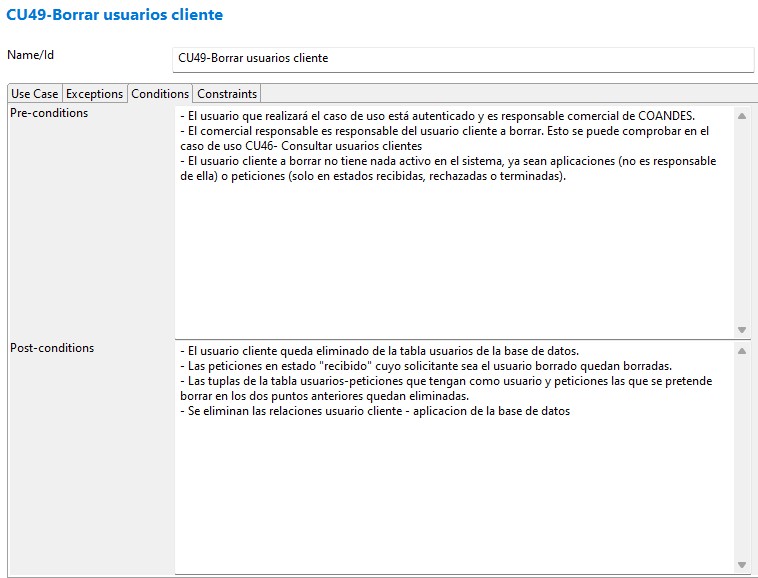 CU49-Borrar usuarios cliente
Name/Id
CU49-Borrar usuarios cliente
Use Case Exceptions Conditions Constraints
Pre-conditions
- El usuario que realizará el caso de uso está autenticado y es responsable comercial de COANDES.
- El comercial responsable es responsable del usuario cliente a borrar. Esto se puede comprobar en el
caso de uso CU46- Consultar usuarios clientes
- El usuario cliente a borrar no tiene nada activo en el sistema, ya sean aplicaciones (no es responsable
de ella) o peticiones (solo en estados recibidas, rechazadas o terminadas).
Post-conditions
- El usuario cliente queda eliminado de la tabla usuarios de la base de datos.
- Las peticiones en estado "recibido" cuyo solicitante sea el usuario borrado quedan borradas.
- Las tuplas de la tabla usuarios-peticiones que tengan como usuario y peticiones las que se pretende
borrar en los dos puntos anteriores quedan eliminadas.
- Se eliminan las relaciones usuario cliente - aplicacion de la base de datos